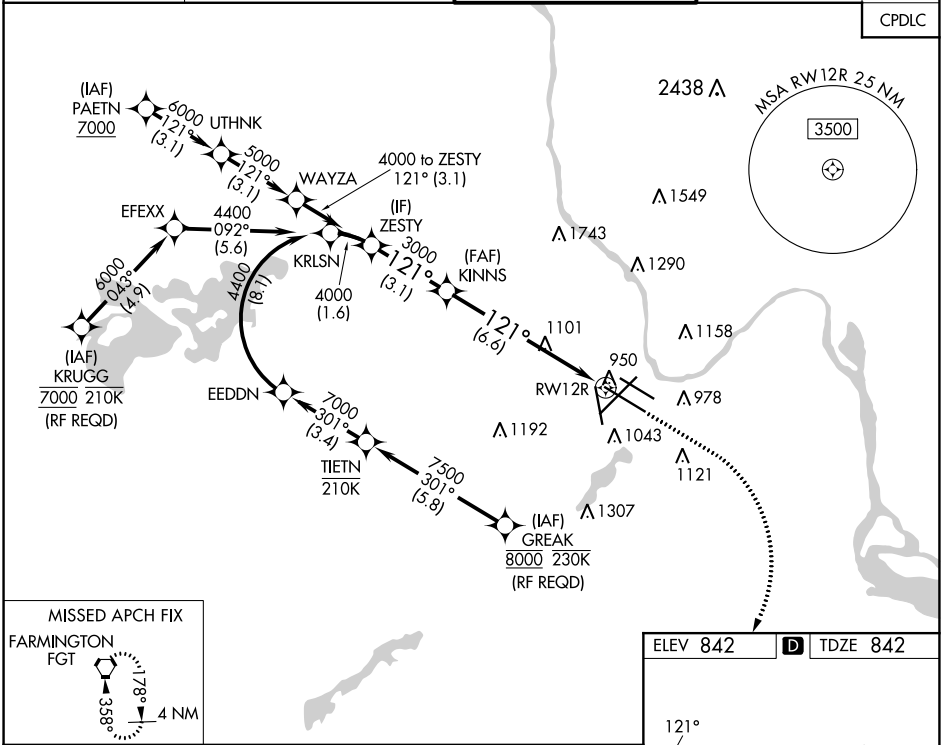 CPDLC
(IAF)
PAETN
7000
6000
121°
(3.1)
UTHNK
5000
121°
(3.1)
WAYZA
4000 to ZESTY
121° (3.1)
(IF)
ZESTY
EFEXX
4400
092°
(5.6)
KRLSN
4000
(1.6)
3000
121°
(3.1)
(FAF)
KINNS
6000
043°
(4.9)
(IAF)
KRUGG
7000 210K
(RF REQD)
4400
(8.1)
121°
(6.6)
RW12R
EEDDN
7000
301°
(3.4)
TIETN
210K
7500
301°
(5.8)
(IAF)
GREAK
8000 230K
(RF REQD)
2438
1549
1743
1290
1101
1158
950
978
1192
1043
1121
1307
MSA RW12R 25 NM
3500
MISSED APCH FIX
FARMINGTON
FGT
178°
358°
4 NM
ELEV 842 D TDZE 842
121°